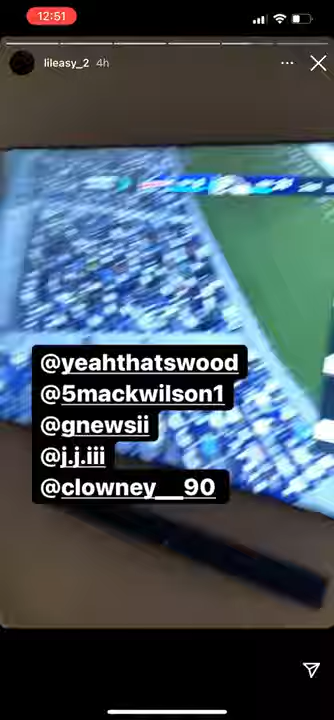 12:51
lileasy_2 4h
@yeahthatswood
@5mackwilson1
@gnewsii
@j.j.iii
@clowney__90